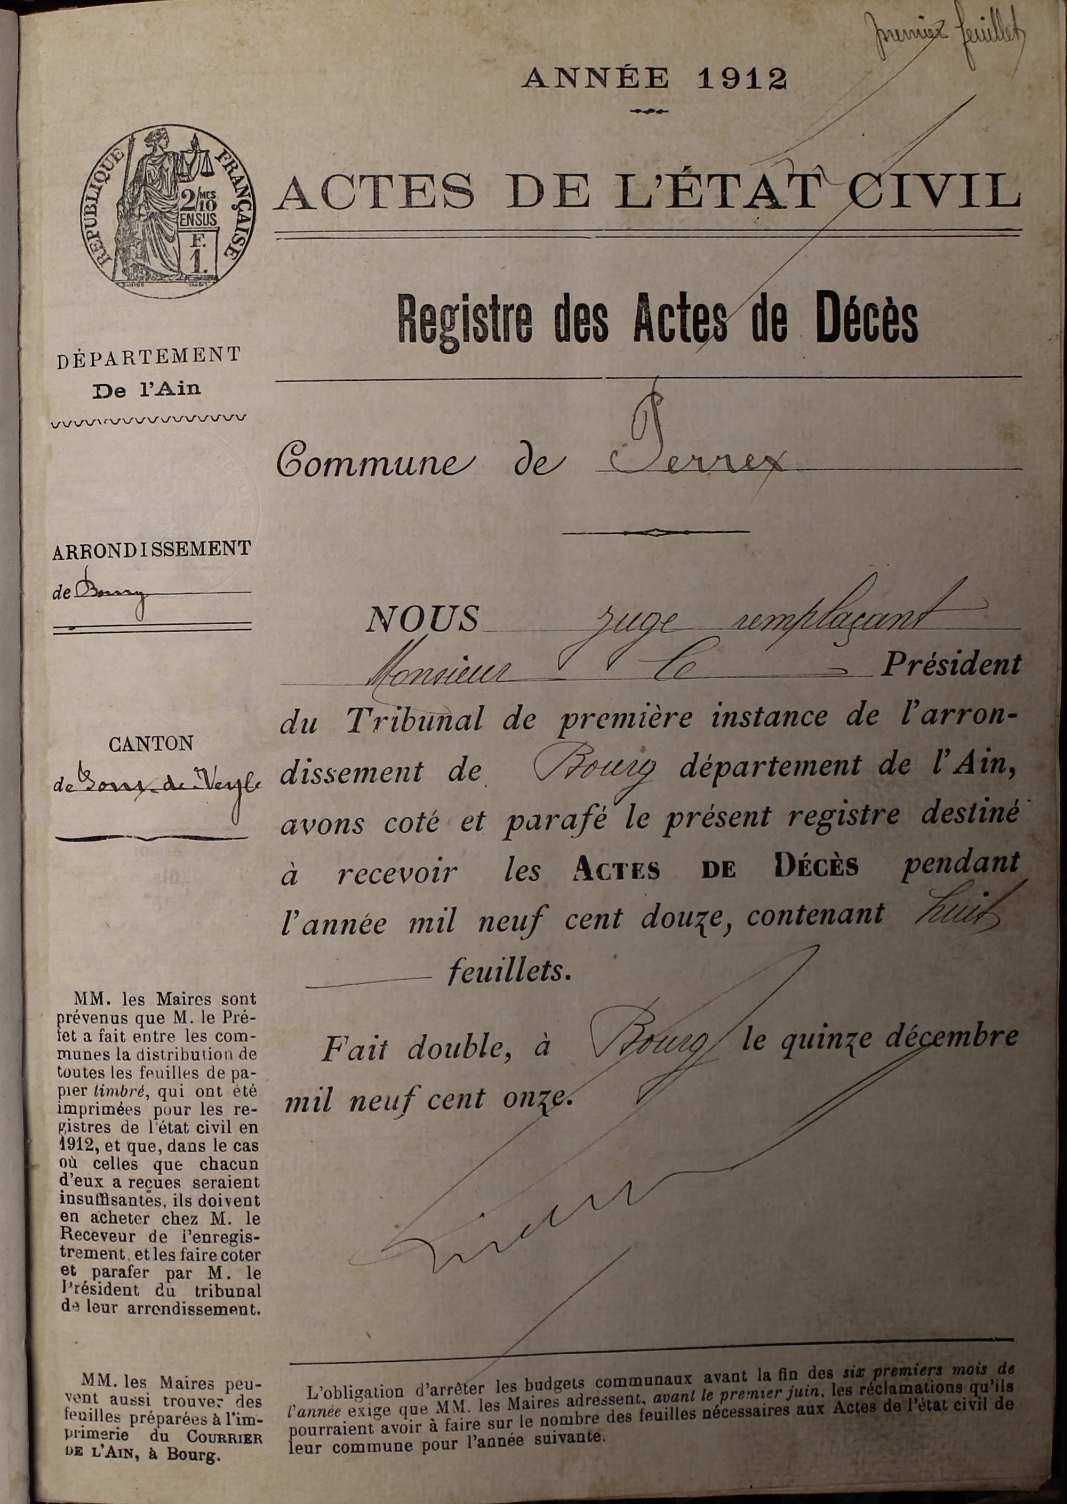 premier feuillet
ANNÉE 1912
RÉPUBLIQUE FRANÇAISE
2/10 MES
EN SUS
F.
1.
ACTES DE L'ÉTAT CIVIL
Registre des Actes de Décès
DÉPARTEMENT
De l'Ain
Commune de Perrex
ARRONDISSEMENT
de Bourg
CANTON
de Pont-de-Veyle
NOUS juge remplaçant
Monsieur le Président
du Tribunal de première instance de l'arron-
dissement de Bourg département de l'Ain,
avons coté et parafé le présent registre destiné
à recevoir les ACTES DE DÉCÈS pendant
l'année mil neuf cent douze, contenant huit
feuillets.
Fait double, à Bourg le quinze décembre
mil neuf cent onze.
MM. les Maires sont
prévenus que M. le Pré-
fet a fait entre les com-
munes la distribution de
toutes les feuilles de pa-
pier timbré, qui ont été
imprimées pour les re-
gistres de l'état civil en
1912, et que, dans le cas
où celles que chacun
d'eux a reçues seraient
insuffisantes, ils doivent
en acheter chez M. le
Receveur de l'enregis-
trement, et les faire coter
et parafer par M. le
Président du tribunal
de leur arrondissement.
MM. les Maires peu-
vent aussi trouver des
feuilles préparées à l'im-
primerie du COURRIER
DE L'AIN, à Bourg.
L'obligation d'arrêter les budgets communaux avant la fin des six premiers mois de
l'année exige que MM. les Maires adressent, avant le premier juin, les réclamations qu'ils
pourraient avoir à faire sur le nombre des feuilles nécessaires aux Actes de l'état civil de
leur commune pour l'année suivante.